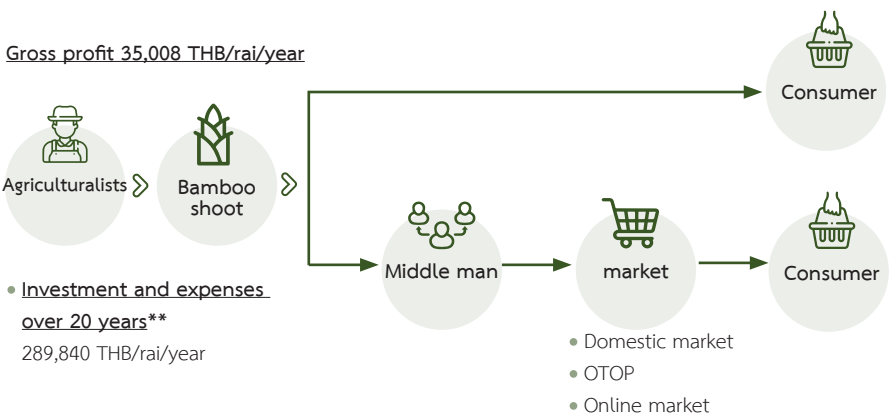 Gross profit 35,008 THB/rai/year
Consumer
Agriculturalists
Bamboo
shoot
Middle man
market
Consumer
• Investment and expenses
over 20 years**
289,840 THB/rai/year
• Domestic market
• OTOP
• Online market